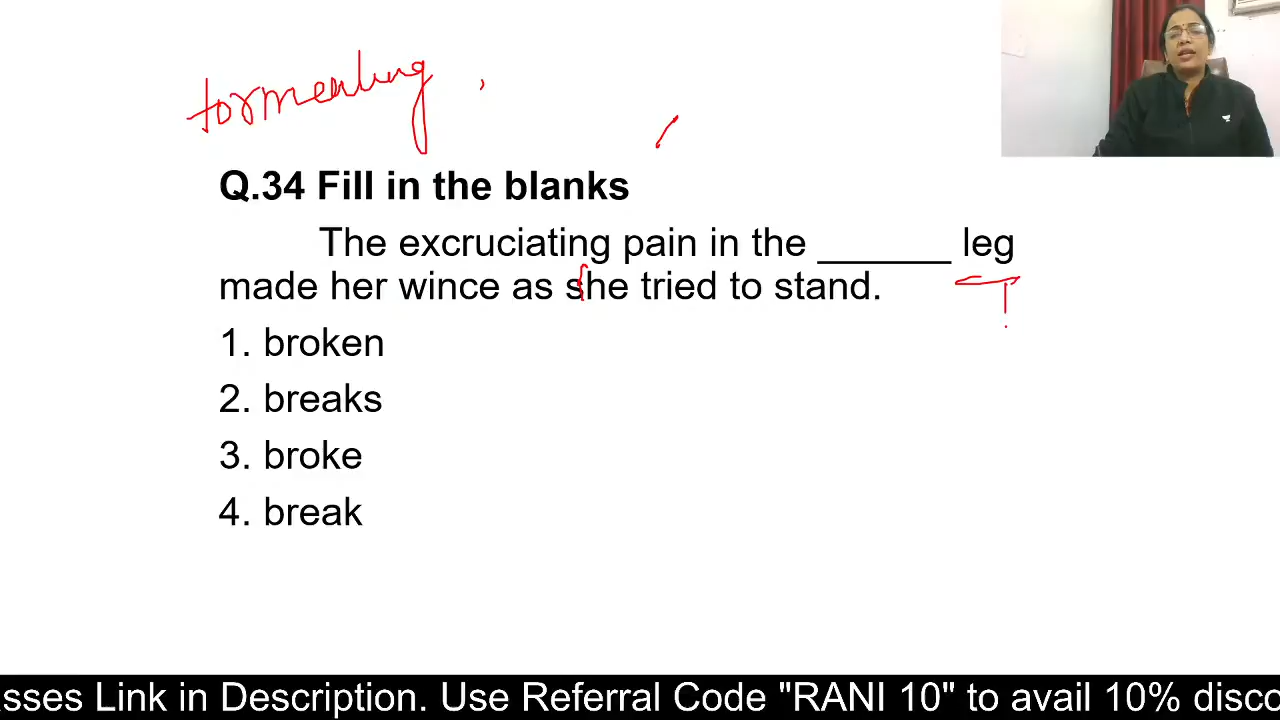 tormenting,
Q.34 Fill in the blanks
The excruciating pain in the _______ leg
made her wince as she tried to stand.
1. broken
2. breaks
3. broke
4. break
sses Link in Description. Use Referral Code "RANI 10" to avail 10% disco